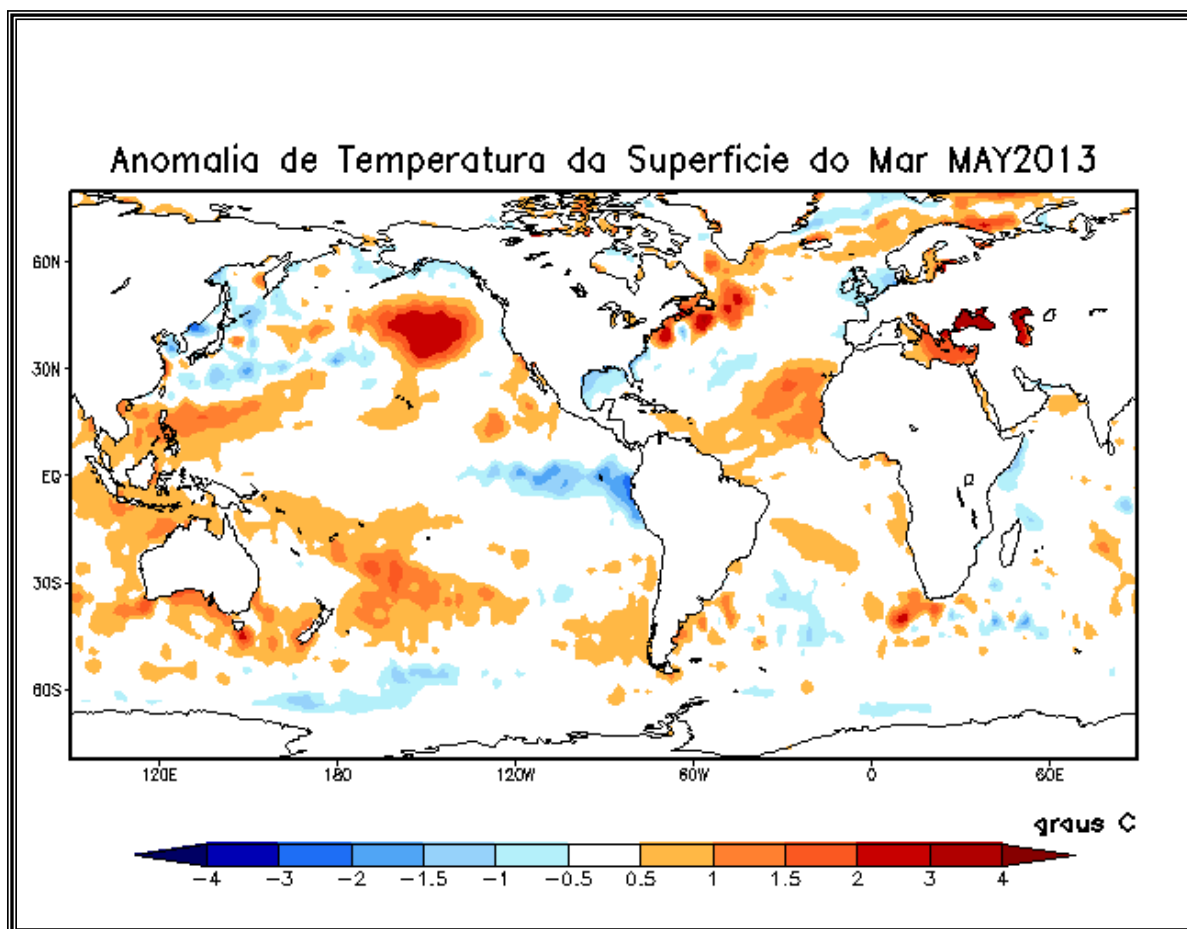 Anomalia de Temperatura da Superficie do Mar MAY2013
60N
30N
EQ
30S
60S
120E 180 120W 60W 0 60E
graus C
-4 -3 -2 -1.5 -1 -0.5 0.5 1 1.5 2 3 4